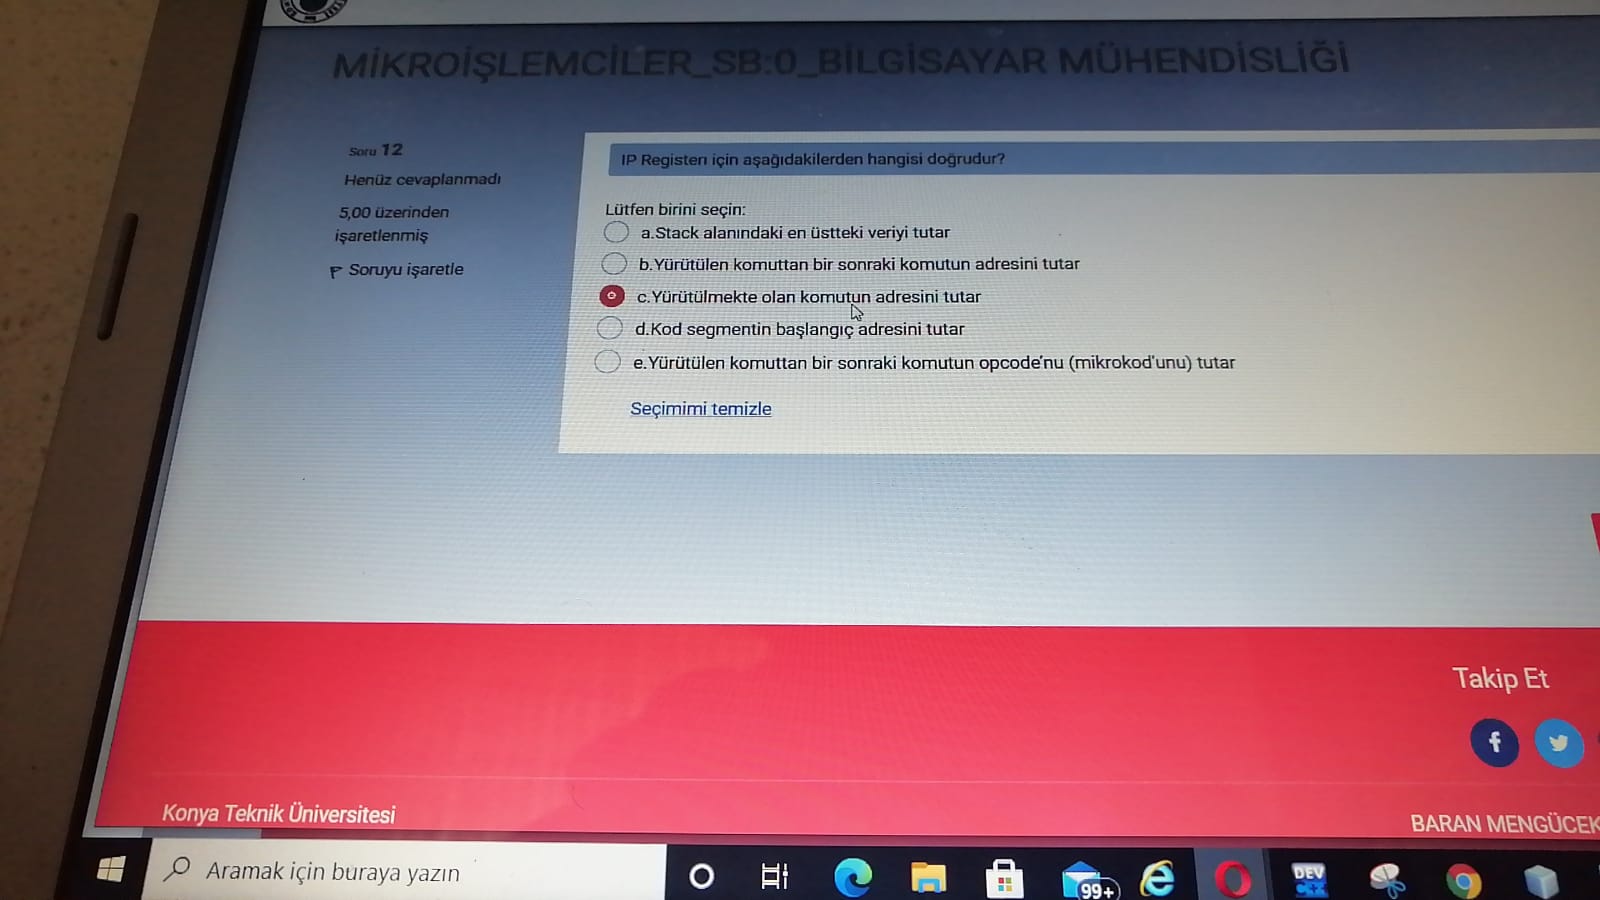 MİKROİŞLEMCİLER_SB:0_BİLGİSAYAR MÜHENDİSLİĞİ
Soru 12
Henüz cevaplanmadı
5,00 üzerinden
işaretlenmiş
Soruyu işaretle
IP Registerı için aşağıdakilerden hangisi doğrudur?
Lütfen birini seçin:
a.Stack alanındaki en üstteki veriyi tutar
b.Yürütülen komuttan bir sonraki komutun adresini tutar
c.Yürütülmekte olan komutun adresini tutar
d.Kod segmentin başlangıç adresini tutar
e.Yürütülen komuttan bir sonraki komutun opcode'nu (mikrokod'unu) tutar
Seçimimi temizle
Takip Et
Konya Teknik Üniversitesi
BARAN MENGÜCEK
Aramak için buraya yazın
99+
DEV
C++